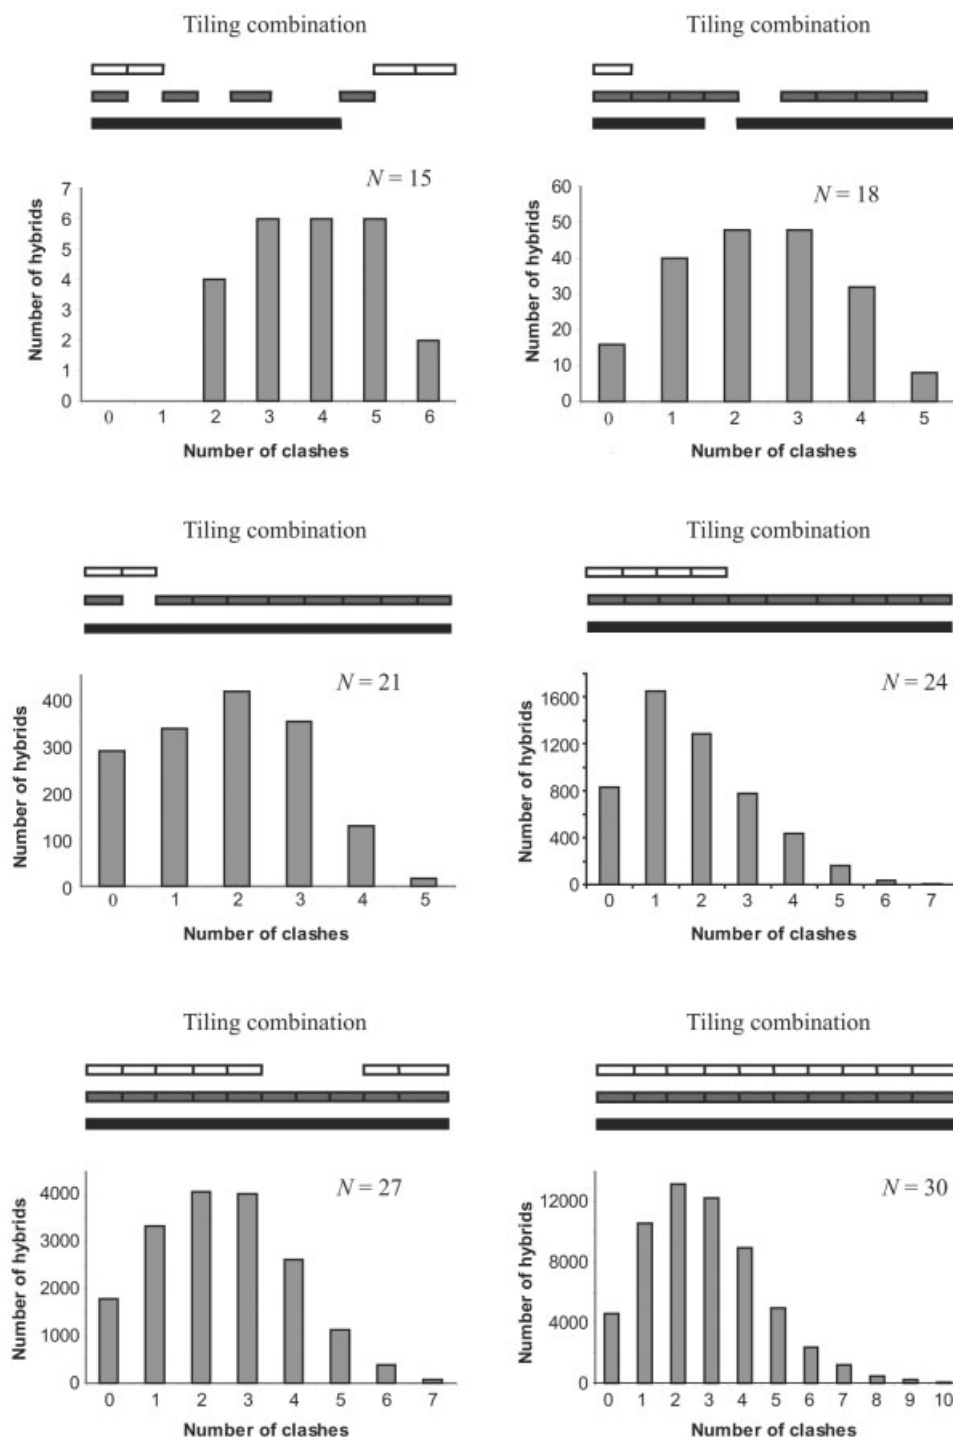 Tiling combination
N = 15
Number of hybrids
7
6
5
4
3
2
1
0
0 1 2 3 4 5 6
Number of clashes
Tiling combination
N = 18
Number of hybrids
60
50
40
30
20
10
0
0 1 2 3 4 5
Number of clashes
Tiling combination
N = 21
Number of hybrids
400
300
200
100
0
0 1 2 3 4 5
Number of clashes
Tiling combination
N = 24
Number of hybrids
1600
1200
800
400
0
0 1 2 3 4 5 6 7
Number of clashes
Tiling combination
N = 27
Number of hybrids
4000
3000
2000
1000
0
0 1 2 3 4 5 6 7
Number of clashes
Tiling combination
N = 30
Number of hybrids
12000
8000
4000
0
0 1 2 3 4 5 6 7 8 9 10
Number of clashes